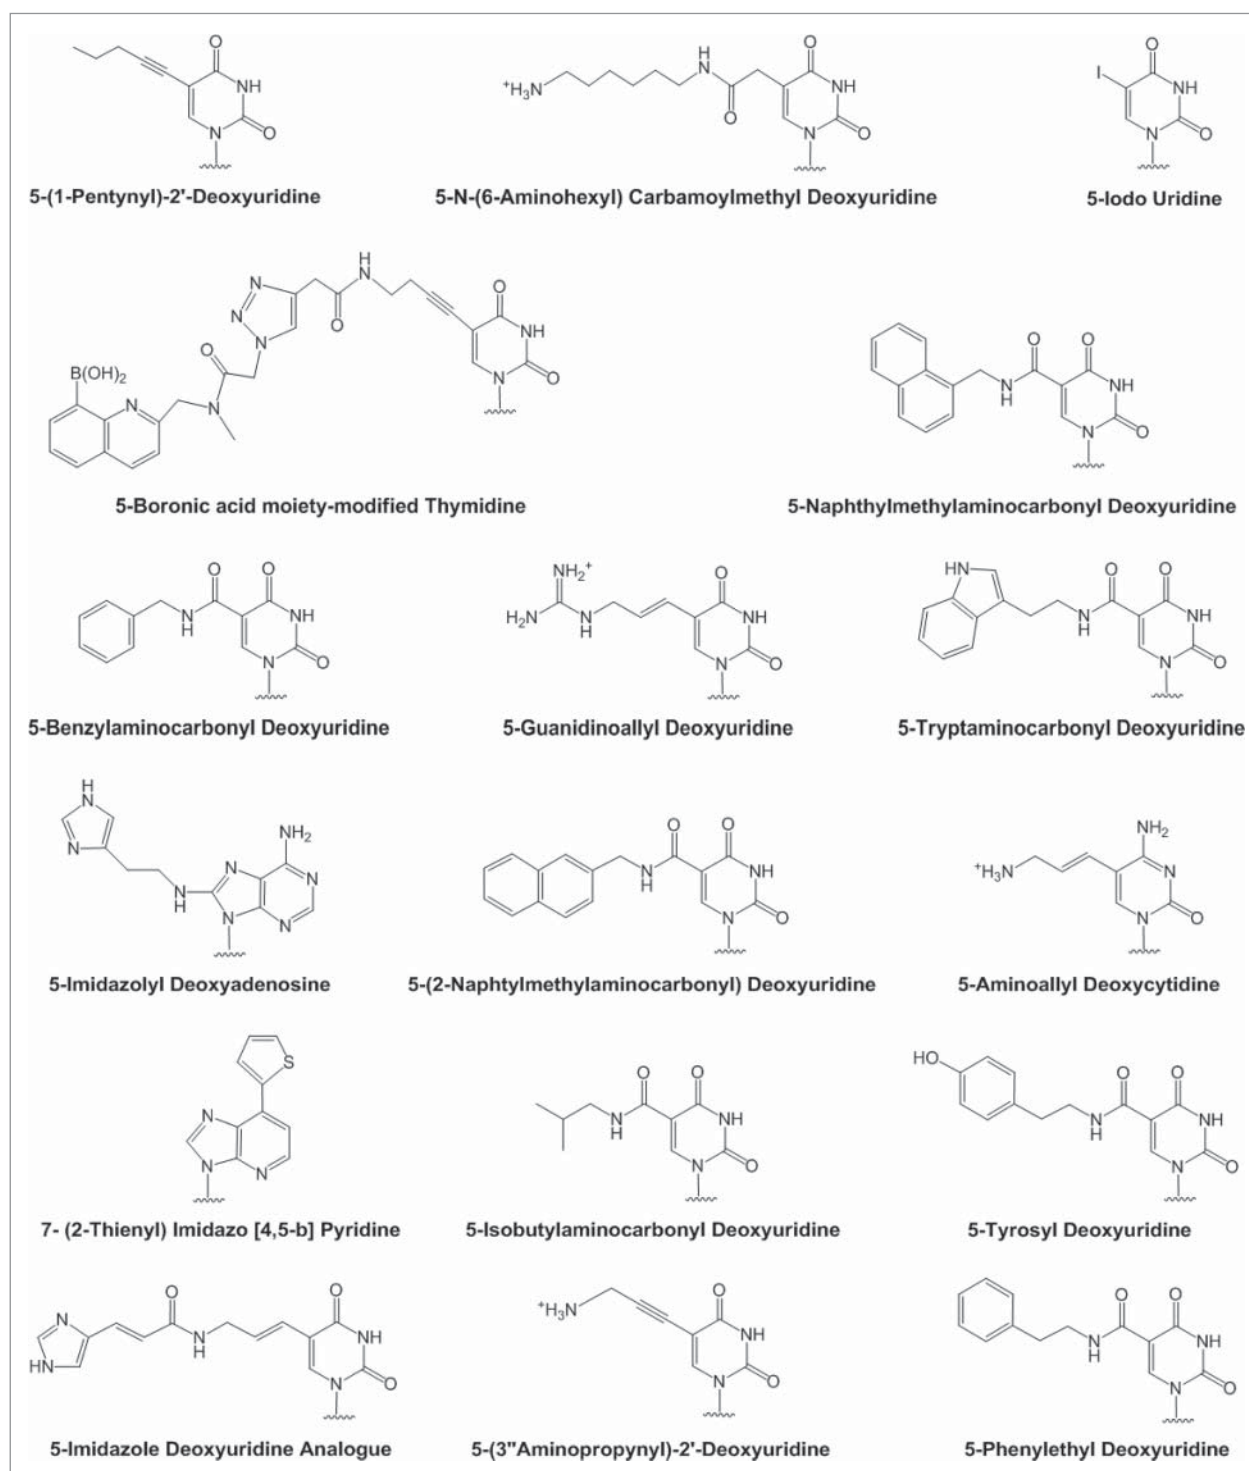 5-(1-Pentynyl)-2'-Deoxyuridine
5-N-(6-Aminohexyl) Carbamoylmethyl Deoxyuridine
5-Iodo Uridine
5-Boronic acid moiety-modified Thymidine
5-Naphthylmethylaminocarbonyl Deoxyuridine
5-Benzylaminocarbonyl Deoxyuridine
5-Guanidinoallyl Deoxyuridine
5-Tryptaminocarbonyl Deoxyuridine
5-Imidazolyl Deoxyadenosine
5-(2-Naphtylmethylaminocarbonyl) Deoxyuridine
5-Aminoallyl Deoxycytidine
7- (2-Thienyl) Imidazo [4,5-b] Pyridine
5-Isobutylaminocarbonyl Deoxyuridine
5-Tyrosyl Deoxyuridine
5-Imidazole Deoxyuridine Analogue
5-(3"Aminopropynyl)-2'-Deoxyuridine
5-Phenylethyl Deoxyuridine